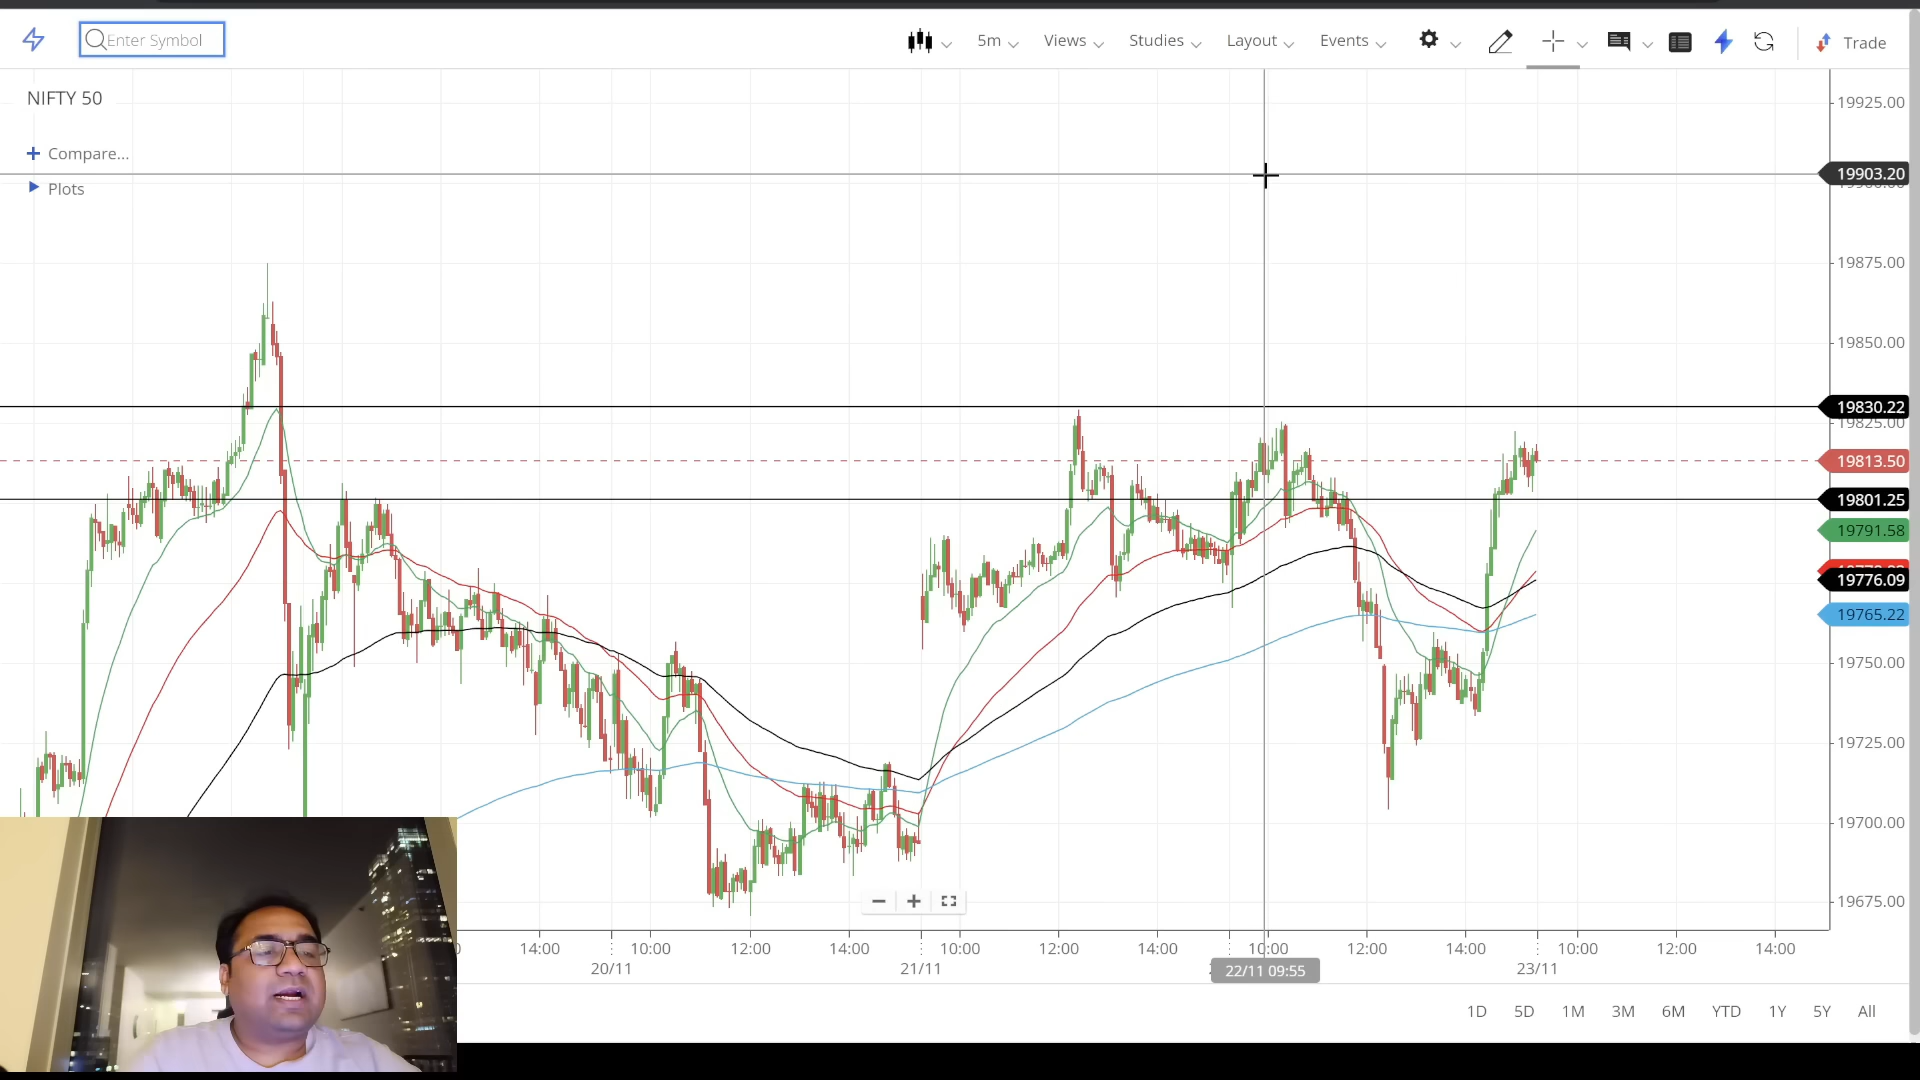 Enter Symbol
5m
Views
Studies
Layout
Events
Trade
NIFTY 50
Compare...
Plots
19925.00
19903.20
19875.00
19850.00
19830.22
19825.00
19813.50
19801.25
19791.58
19776.09
19765.22
19750.00
19725.00
19700.00
19675.00
14:00 10:00 12:00 14:00 10:00 12:00 14:00 10:00 12:00 14:00 10:00 12:00 14:00
20/11 21/11 22/11 09:55 23/11
1D 5D 1M 3M 6M YTD 1Y 5Y All